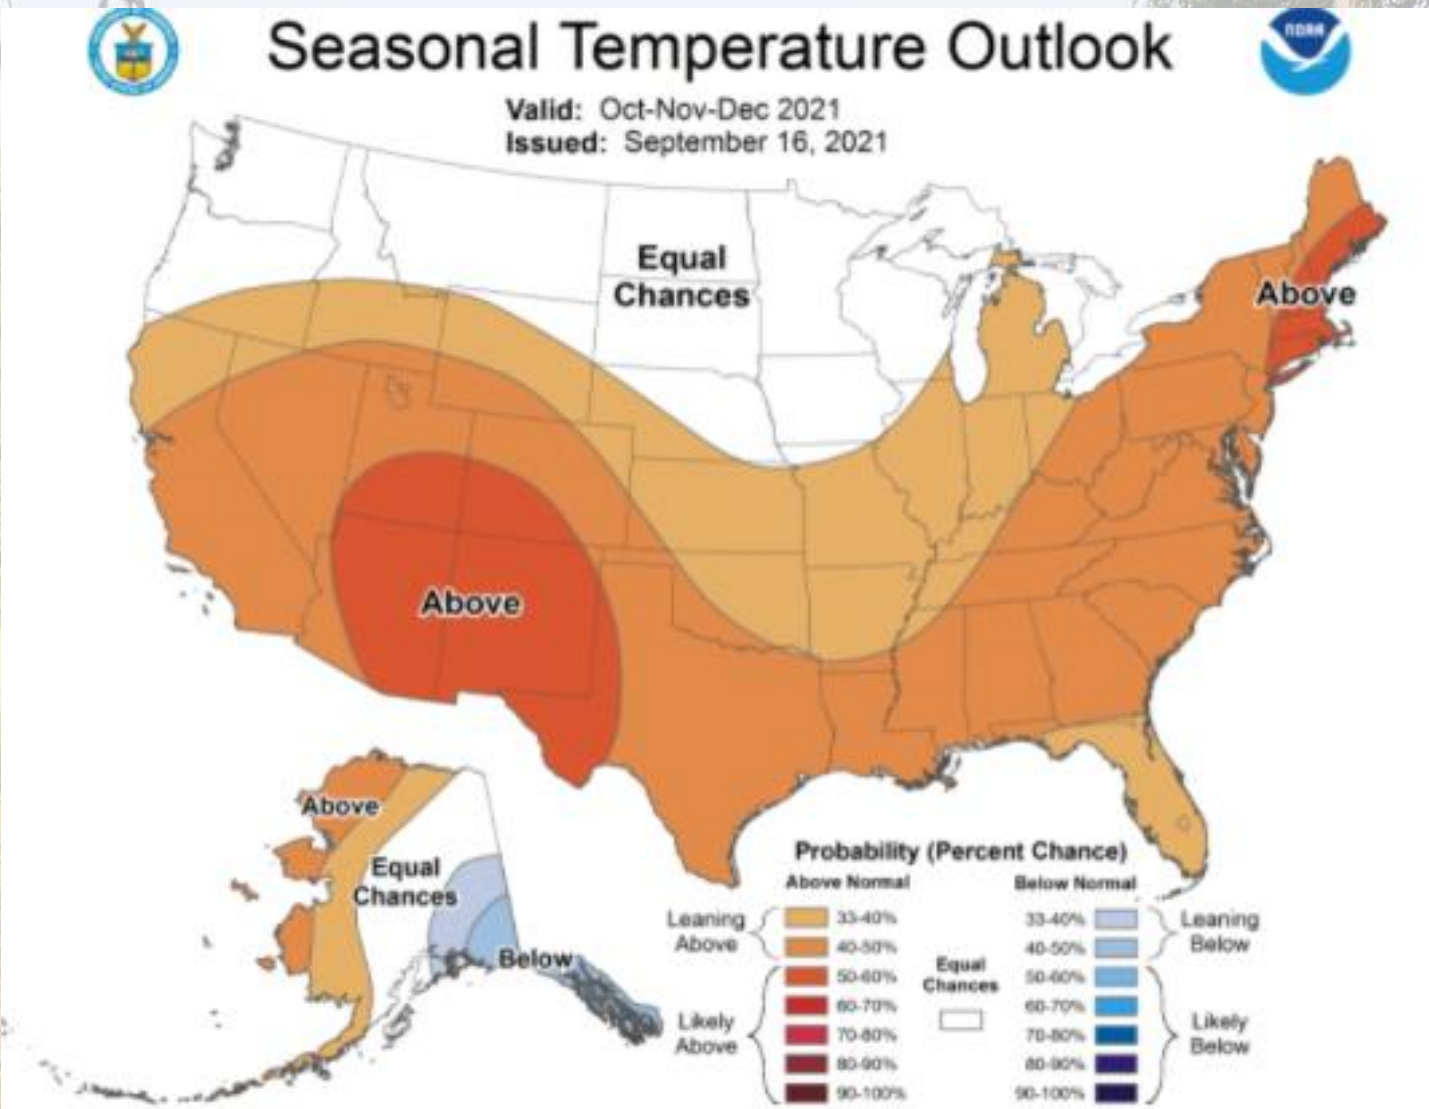 NOAA
Seasonal Temperature Outlook
Valid: Oct-Nov-Dec 2021
Issued: September 16, 2021
Equal
Chances
Above
Above
Above
Equal
Chances
Below
Probability (Percent Chance)
Above Normal
Below Normal
Leaning
Above
33-40%
40-50%
Likely
Above
50-60%
60-70%
70-80%
80-90%
90-100%
Equal
Chances
33-40%
40-50%
Leaning
Below
50-60%
60-70%
70-80%
80-90%
90-100%
Likely
Below